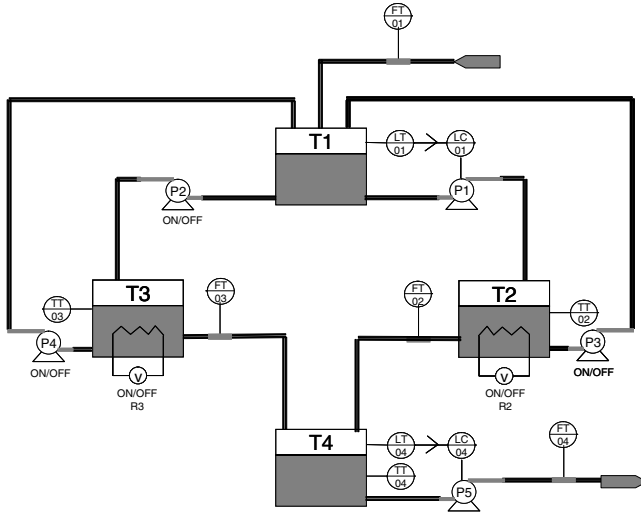 FT
01
T1
LT
01
LC
01
P2
P1
ON/OFF
T3
FT
03
FT
02
T2
TT
03
TT
02
P4
P3
ON/OFF
V
V
ON/OFF
ON/OFF
R3
ON/OFF
R2
T4
LT
04
LC
04
FT
04
TT
04
P5